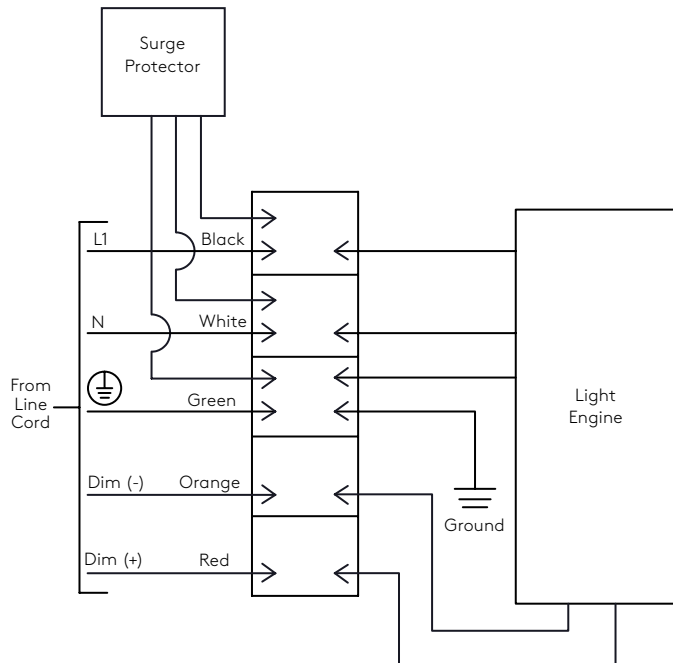 Surge
Protector
L1 Black
N White
From
Line
Cord
Green
Light
Engine
Dim (-) Orange
Ground
Dim (+) Red